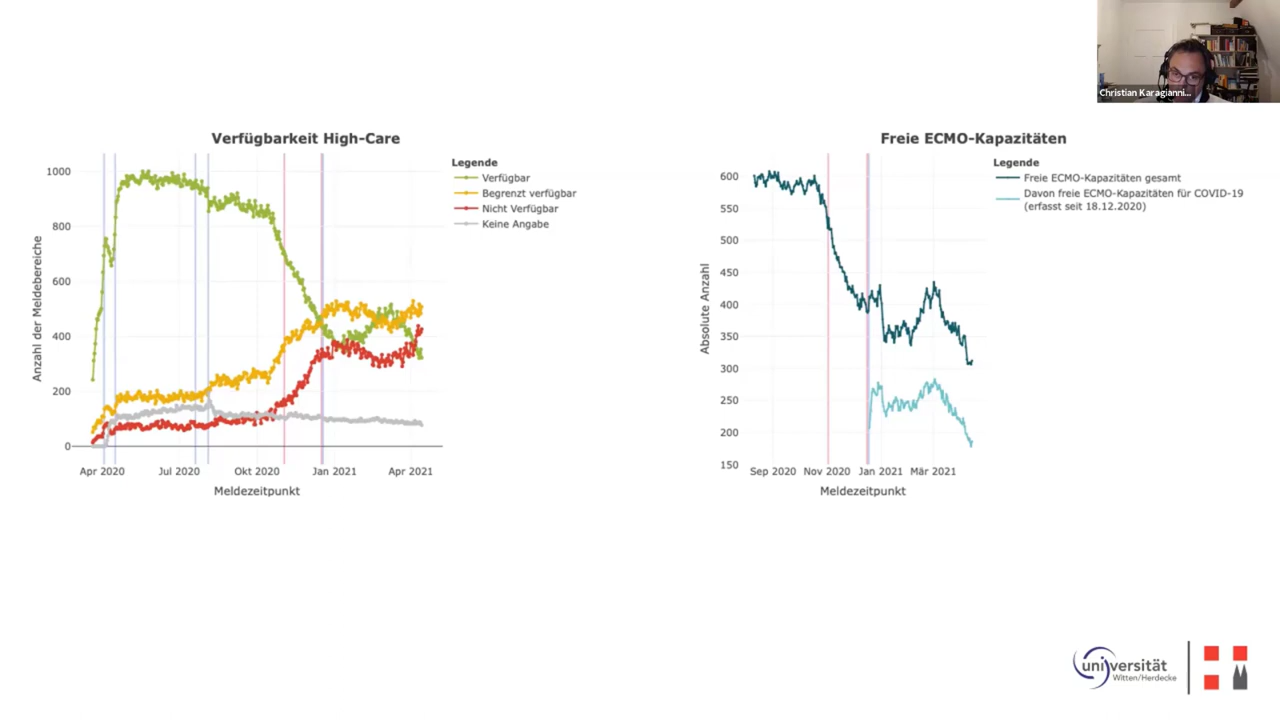 Christian Karagianni...
Verfügbarkeit High-Care
Legende
Verfügbar
Begrenzt verfügbar
Nicht Verfügbar
Keine Angabe
Anzahl der Meldebereiche
1000
800
600
400
200
0
Apr 2020 Jul 2020 Okt 2020 Jan 2021 Apr 2021
Meldezeitpunkt
Freie ECMO-Kapazitäten
Legende
Freie ECMO-Kapazitäten gesamt
Davon freie ECMO-Kapazitäten für COVID-19
(erfasst seit 18.12.2020)
Absolute Anzahl
600
550
500
450
400
350
300
250
200
150
Sep 2020 Nov 2020 Jan 2021 Mär 2021
Meldezeitpunkt
universität
Witten/Herdecke